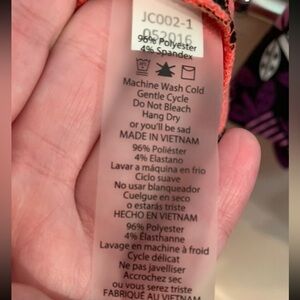 JC002-1
052016
96% Polyester
4% Spandex
Machine Wash Cold
Gentle Cycle
Do Not Bleach
Hang Dry
or you'll be sad
MADE IN VIETNAM
96% Poliéster
4% Elastano
Lavar a máquina en frio
Ciclo suave
No usar blanqueador
Cuelgue en seco
o estarás triste
HECHO EN VIETNAM
96% Polyester
4% Élasthanne
Lavage en machine à froid
Cycle délicat
Ne pas javelliser
Accrochez sec
ou vous serez triste
FABRIQUÉ AU VIETNAM